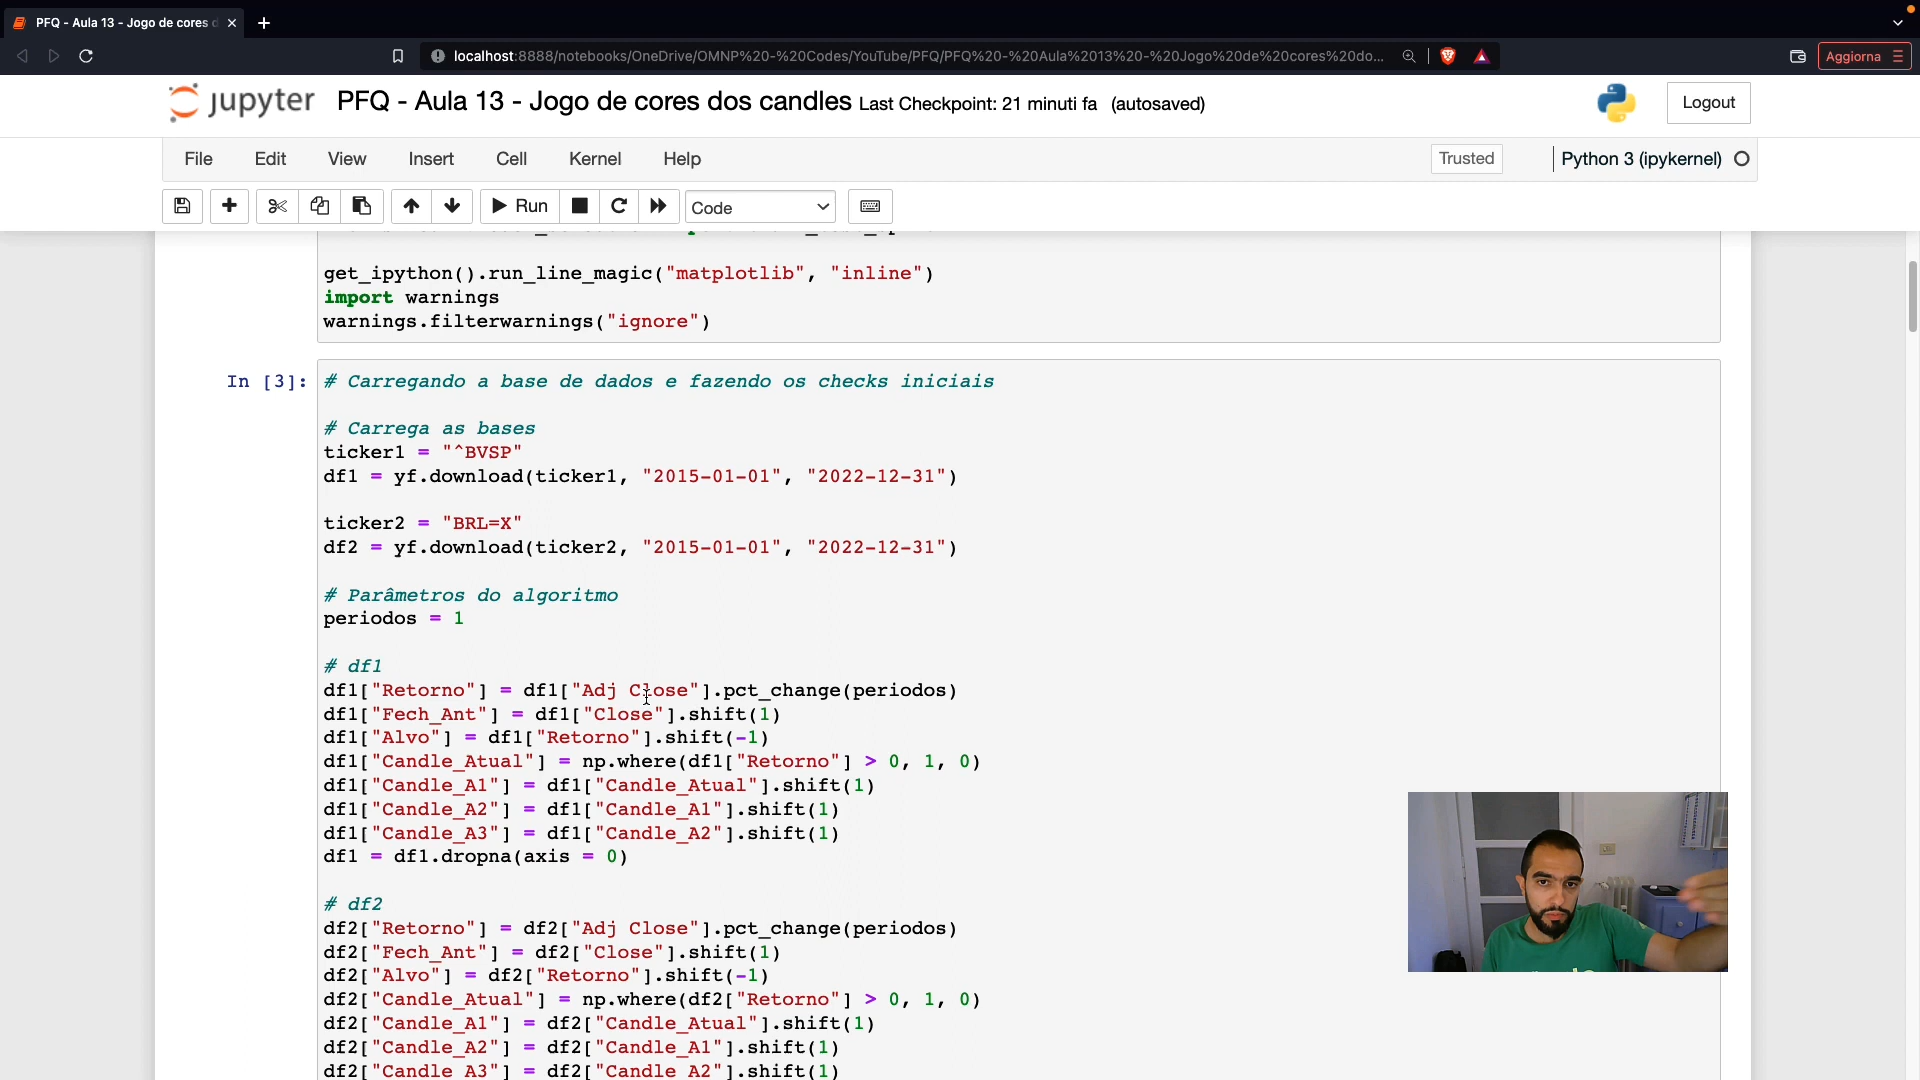 PFQ - Aula 13 - Jogo de cores d
localhost:8888/notebooks/OneDrive/OMNP%20-%20Codes/YouTube/PFQ/PFQ%20-%20Aula%2013%20-%20Jogo%20de%20cores%20do...
Aggiorna
jupyter PFQ - Aula 13 - Jogo de cores dos candles Last Checkpoint: 21 minuti fa (autosaved)
Logout
File Edit View Insert Cell Kernel Help
Trusted
Python 3 (ipykernel)
Run
Code
get_ipython().run_line_magic("matplotlib", "inline")
import warnings
warnings.filterwarnings("ignore")
In [3]: # Carregando a base de dados e fazendo os checks iniciais
# Carrega as bases
ticker1 = "^BVSP"
df1 = yf.download(ticker1, "2015-01-01", "2022-12-31")
ticker2 = "BRL=X"
df2 = yf.download(ticker2, "2015-01-01", "2022-12-31")
# Parâmetros do algoritmo
periodos = 1
# df1
df1["Retorno"] = df1["Adj Close"].pct_change(periodos)
df1["Fech_Ant"] = df1["Close"].shift(1)
df1["Alvo"] = df1["Retorno"].shift(-1)
df1["Candle_Atual"] = np.where(df1["Retorno"] > 0, 1, 0)
df1["Candle_A1"] = df1["Candle_Atual"].shift(1)
df1["Candle_A2"] = df1["Candle_A1"].shift(1)
df1["Candle_A3"] = df1["Candle_A2"].shift(1)
df1 = df1.dropna(axis = 0)
# df2
df2["Retorno"] = df2["Adj Close"].pct_change(periodos)
df2["Fech_Ant"] = df2["Close"].shift(1)
df2["Alvo"] = df2["Retorno"].shift(-1)
df2["Candle_Atual"] = np.where(df2["Retorno"] > 0, 1, 0)
df2["Candle_A1"] = df2["Candle_Atual"].shift(1)
df2["Candle_A2"] = df2["Candle_A1"].shift(1)
df2["Candle_A3"] = df2["Candle_A2"].shift(1)